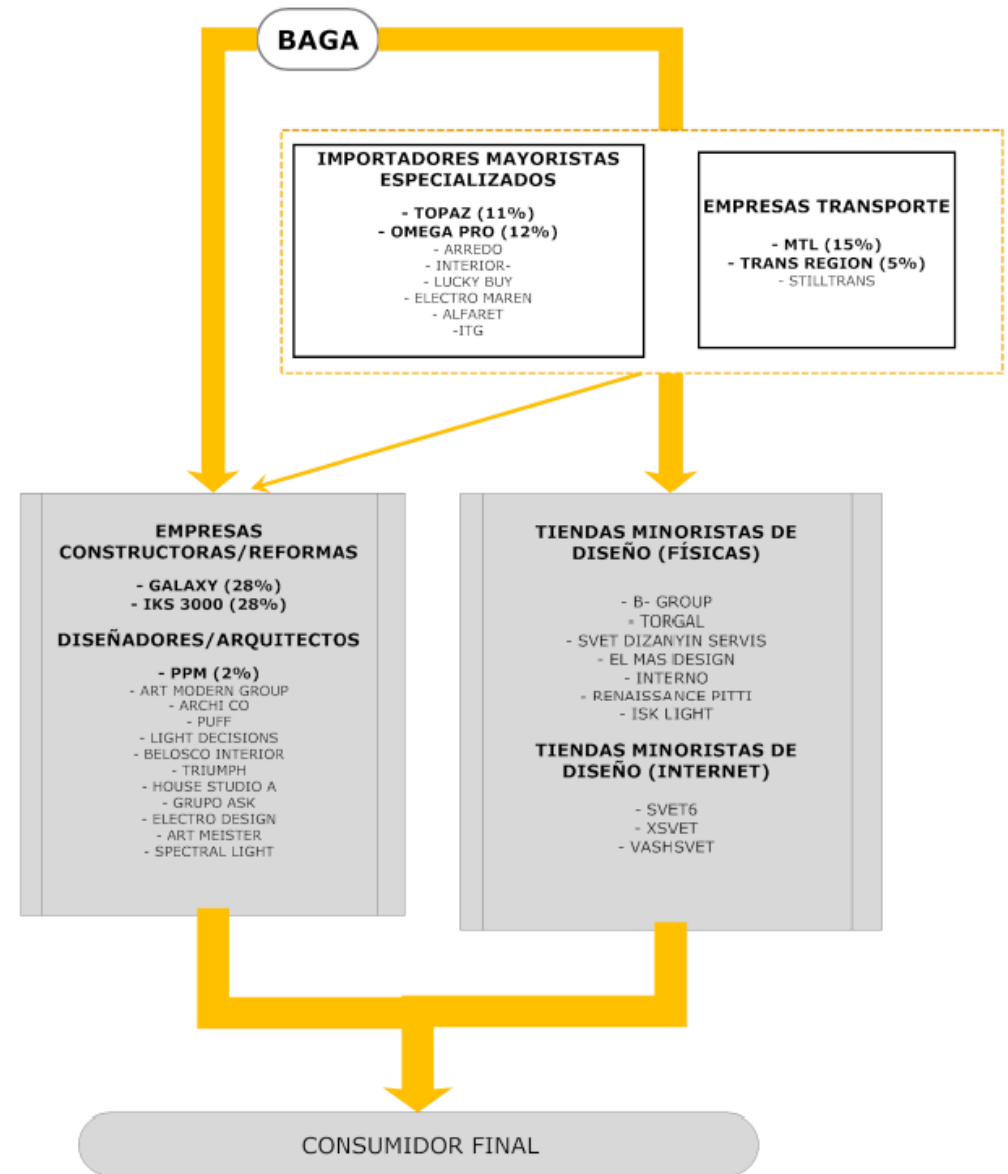 BAGA
IMPORTADORES MAYORISTAS
ESPECIALIZADOS
- TOPAZ (11%)
- OMEGA PRO (12%)
- ARREDO
- INTERIOR-
- LUCKY BUY
- ELECTRO MAREN
- ALFARET
-ITG
EMPRESAS TRANSPORTE
- MTL (15%)
- TRANS REGION (5%)
- STILLTRANS
EMPRESAS
CONSTRUCTORAS/REFORMAS
- GALAXY (28%)
- IKS 3000 (28%)
DISEÑADORES/ARQUITECTOS
- PPM (2%)
- ART MODERN GROUP
- ARCHI CO
- PUFF
- LIGHT DECISIONS
- BELOSCO INTERIOR
- TRIUMPH
- HOUSE STUDIO A
- GRUPO ASK
- ELECTRO DESIGN
- ART MEISTER
- SPECTRAL LIGHT
TIENDAS MINORISTAS DE
DISEÑO (FÍSICAS)
- B- GROUP
- TORGAL
- SVET DIZANYIN SERVIS
- EL MAS DESIGN
- INTERNO
- RENAISSANCE PITTI
- ISK LIGHT
TIENDAS MINORISTAS DE
DISEÑO (INTERNET)
- SVET6
- XSVET
- VASHSVET
CONSUMIDOR FINAL